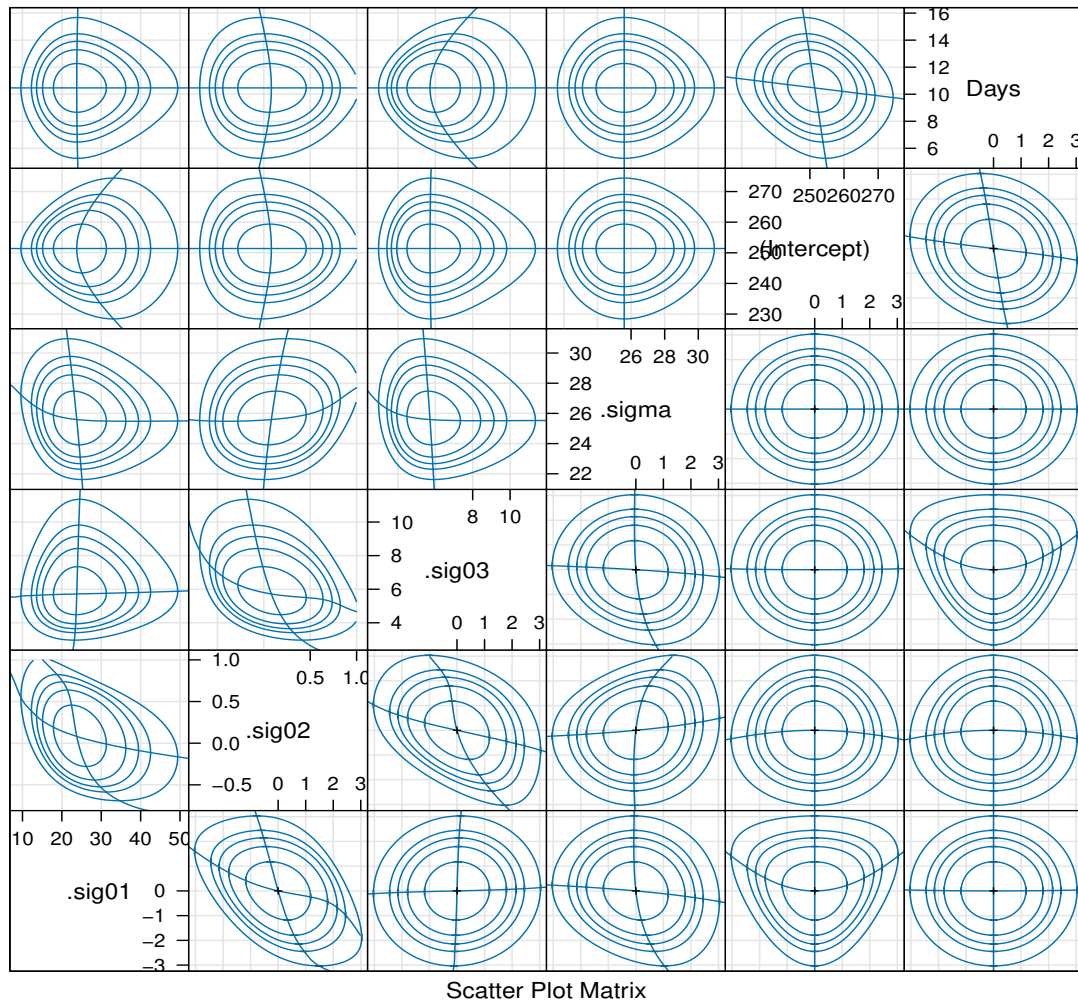 16
14
12
10 Days
8
6
0 1 2 3
270 250 260 270
260
(Intercept)
250
240
230
0 1 2 3
30 26 28 30
28
26 .sigma
24
22
0 1 2 3
8 10
10
8
.sig03
6
4
0 1 2 3
1.0
0.5 1.0
0.5
.sig02
0.0
−0.5
0 1 2 3
10 20 30 40 50
.sig01 0
−1
−2
−3
Scatter Plot Matrix